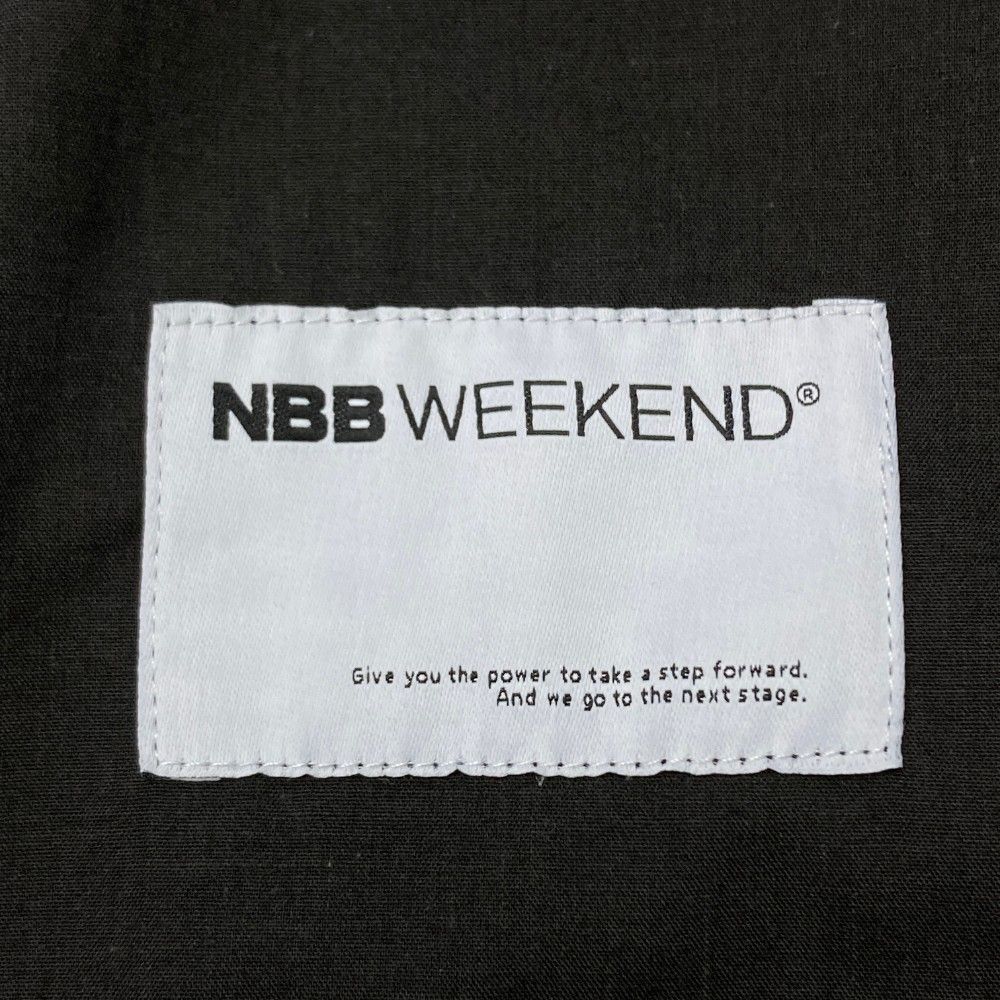 NBB WEEKEND®
Give you the power to take a step forward.
And we go to the next stage.